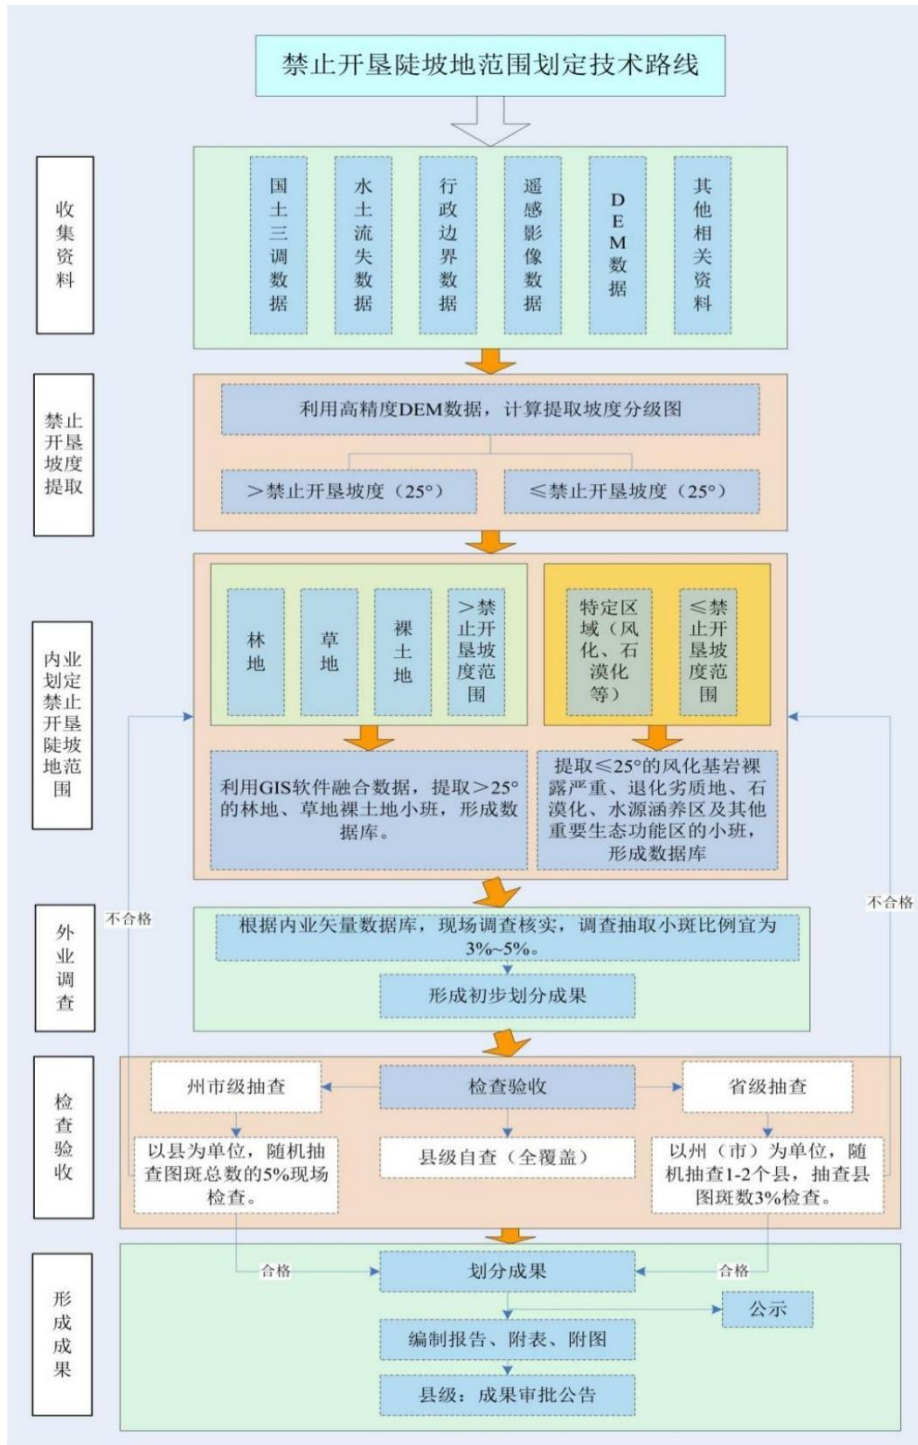 禁止开垦陡坡地范围划定技术路线
收集资料
国土三调数据
水土流失数据
行政边界数据
遥感影像数据
DEM数据
其他相关资料
禁止
开垦
坡度
提取
利用高精度DEM数据，计算提取坡度分级图
＞禁止开垦坡度（25°）
≤禁止开垦坡度（25°）
内业
划定
禁止
开垦
陡坡
地范
围
林地
草地
裸土地
＞禁
止开
垦坡
度范
围
特定区
域（风
化、石
漠化
等）
≤禁
止开
垦坡
度范
围
利用GIS软件融合数据，提取＞25°
的林地、草地裸土地小班，形成数
据库。
提取≤25°的风化基岩裸
露严重、退化劣质地、石
漠化、水源涵养区及其他
重要生态功能区的小班，
形成数据库
不合格
不合格
外业调查
根据内业矢量数据库，现场调查核实，调查抽取小斑比例宜为
3%~5%。
形成初步划分成果
检查验收
州市级抽查
检查验收
省级抽查
以县为单位，随机抽
查图斑总数的5%现场
检查。
县级自查（全覆盖）
以州（市）为单位，随
机抽查1-2个县，抽查县
图斑数3%检查。
形成成果
合格
划分成果
合格
公示
编制报告、附表、附图
县级：成果审批公告